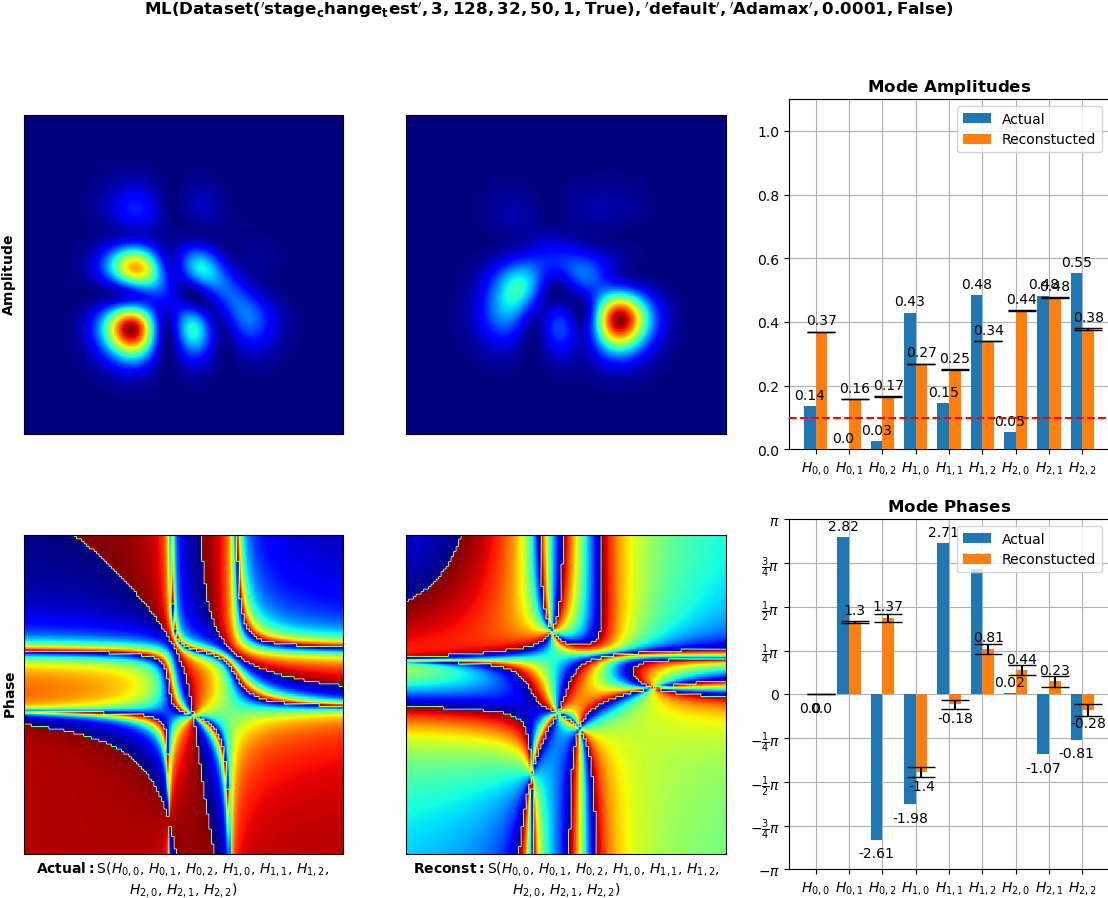 ML(Dataset('stage_change_test', 3, 128, 32, 50, 1, True), 'default', 'Adamax', 0.0001, False)
Amplitude
Mode Amplitudes
Actual
Reconstucted
1.0
0.8
0.6
0.4
0.2
0.0
0.14 0.37
0.0 0.16
0.03 0.17
0.43 0.27
0.15 0.25
0.48 0.34
0.05 0.44
0.48 0.48
0.55 0.38
H0,0 H0,1 H0,2 H1,0 H1,1 H1,2 H2,0 H2,1 H2,2
Phase
Mode Phases
Actual
Reconstucted
π
3/4π
1/2π
1/4π
0
−1/4π
−1/2π
−3/4π
−π
0.0 0.0
2.82 1.3
-2.61 1.37
-1.98 -1.4
2.71 -0.18
0.81
0.02 0.44
-1.07 0.23
-0.81 -0.28
H0,0 H0,1 H0,2 H1,0 H1,1 H1,2 H2,0 H2,1 H2,2
Actual: S(H0,0, H0,1, H0,2, H1,0, H1,1, H1,2,
H2,0, H2,1, H2,2)
Reconst: S(H0,0, H0,1, H0,2, H1,0, H1,1, H1,2,
H2,0, H2,1, H2,2)